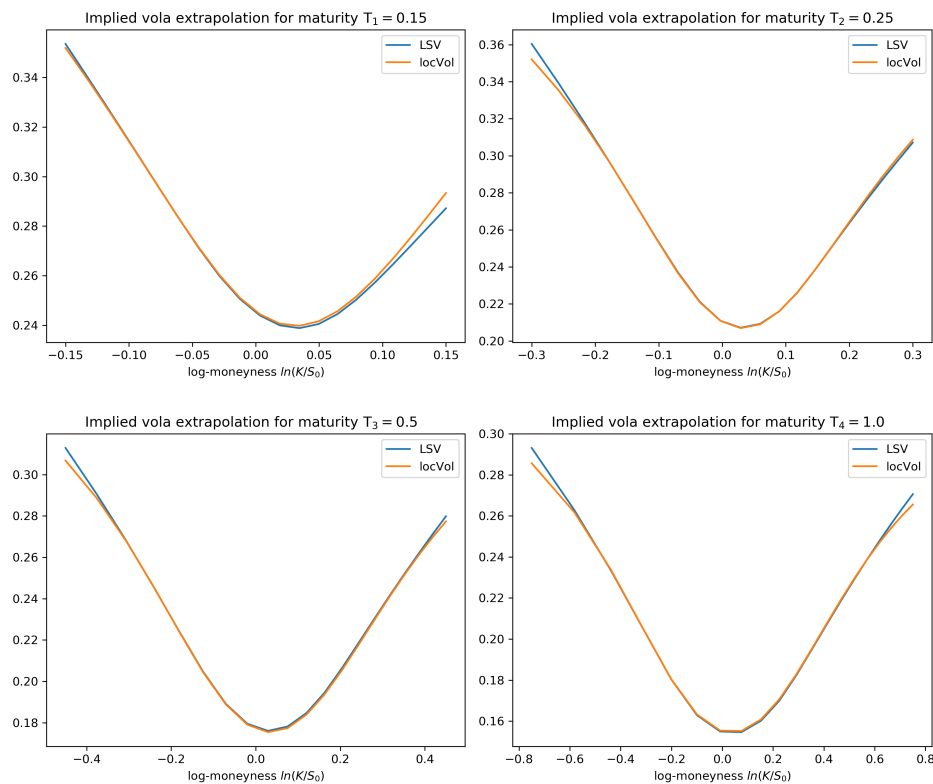 Implied vola extrapolation for maturity T₁ = 0.15
LSV
locVol
0.34
0.32
0.30
0.28
0.26
0.24
−0.15 −0.10 −0.05 0.00 0.05 0.10 0.15
log-moneyness ln(K/S₀)
Implied vola extrapolation for maturity T₂ = 0.25
LSV
locVol
0.36
0.34
0.32
0.30
0.28
0.26
0.24
0.22
0.20
−0.3 −0.2 −0.1 0.0 0.1 0.2 0.3
log-moneyness ln(K/S₀)
Implied vola extrapolation for maturity T₃ = 0.5
LSV
locVol
0.30
0.28
0.26
0.24
0.22
0.20
0.18
−0.4 −0.2 0.0 0.2 0.4
log-moneyness ln(K/S₀)
Implied vola extrapolation for maturity T₄ = 1.0
LSV
locVol
0.30
0.28
0.26
0.24
0.22
0.20
0.18
0.16
−0.8 −0.6 −0.4 −0.2 0.0 0.2 0.4 0.6 0.8
log-moneyness ln(K/S₀)